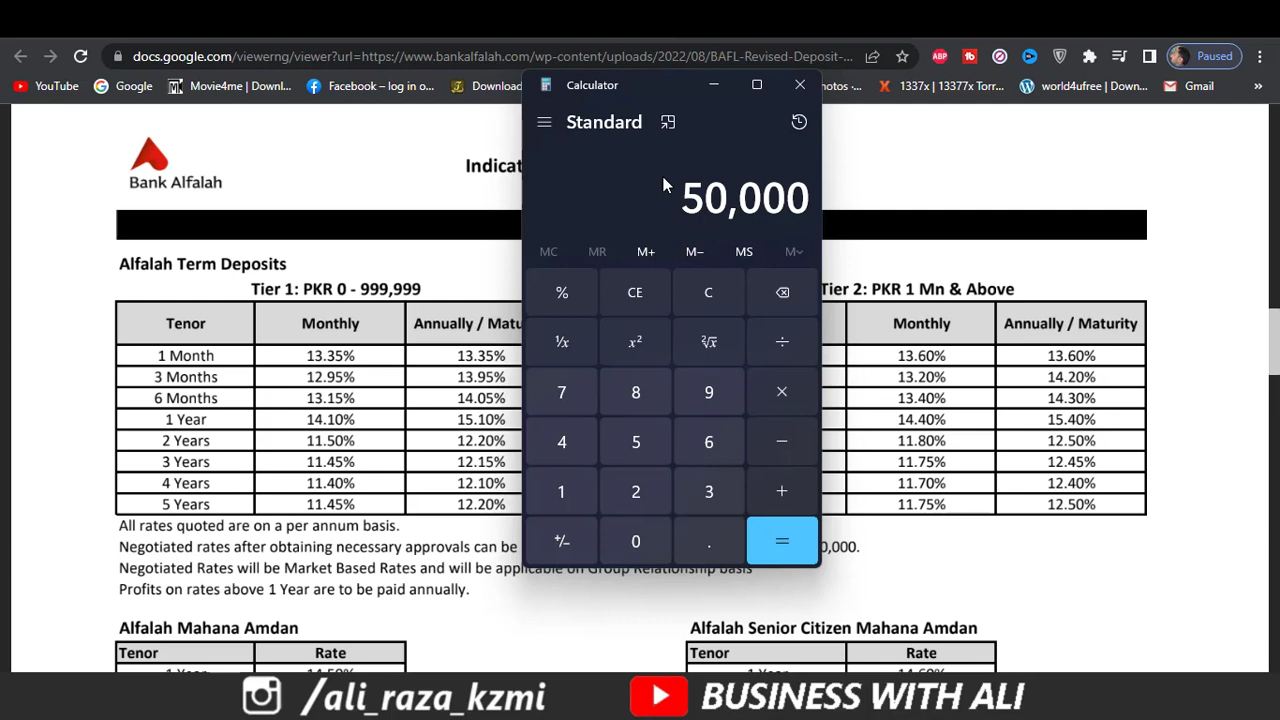 docs.google.com/viewerng/viewer?url=https://www.bankalfalah.com/wp-content/uploads/2022/08/BAFL-Revised-Deposit-...
ABP
Paused
YouTube
Google
Movie4me | Downl...
Facebook – log in o...
Download
hotos -...
1337x | 13377x Torr...
world4ufree | Down...
Gmail
»
Calculator
Standard
50,000
MC MR M+ M− MS M˅
% CE C
¹/x x² ²√x ÷
7 8 9 ×
4 5 6 −
1 2 3 +
+/− 0 . =
Bank Alfalah
Indicat
Alfalah Term Deposits
Tier 1: PKR 0 - 999,999
Tenor Monthly Annually / Matu
1 Month 13.35% 13.35%
3 Months 12.95% 13.95%
6 Months 13.15% 14.05%
1 Year 14.10% 15.10%
2 Years 11.50% 12.20%
3 Years 11.45% 12.15%
4 Years 11.40% 12.10%
5 Years 11.45% 12.20%
Tier 2: PKR 1 Mn & Above
Monthly Annually / Maturity
13.60% 13.60%
13.20% 14.20%
13.40% 14.30%
14.40% 15.40%
11.80% 12.50%
11.75% 12.45%
11.70% 12.40%
11.75% 12.50%
All rates quoted are on a per annum basis.
Negotiated rates after obtaining necessary approvals can be 0,000.
Negotiated Rates will be Market Based Rates and will be applicable on Group Relationship basis
Profits on rates above 1 Year are to be paid annually.
Alfalah Mahana Amdan
Tenor Rate
Alfalah Senior Citizen Mahana Amdan
Tenor Rate
/ali_raza_kzmi
BUSINESS WITH ALI